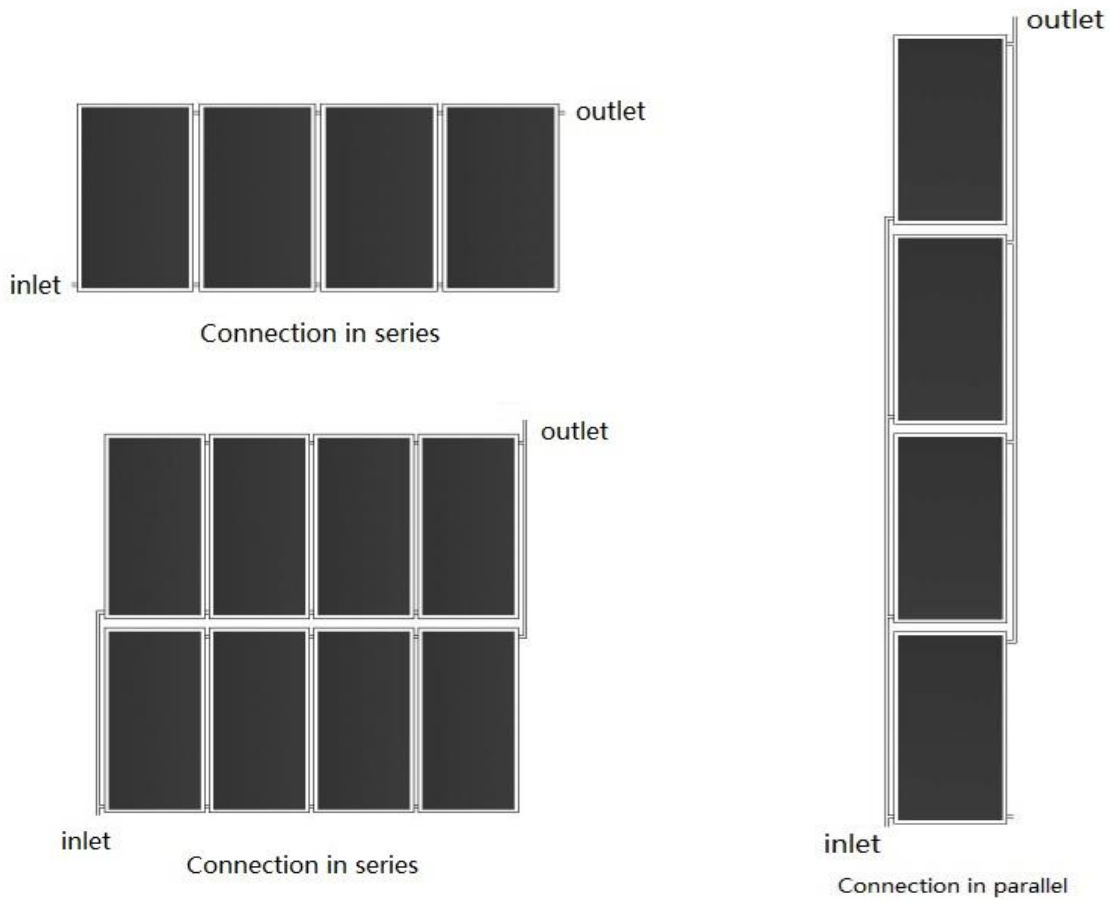 outlet
inlet
Connection in series
outlet
inlet
Connection in series
outlet
inlet
Connection in parallel